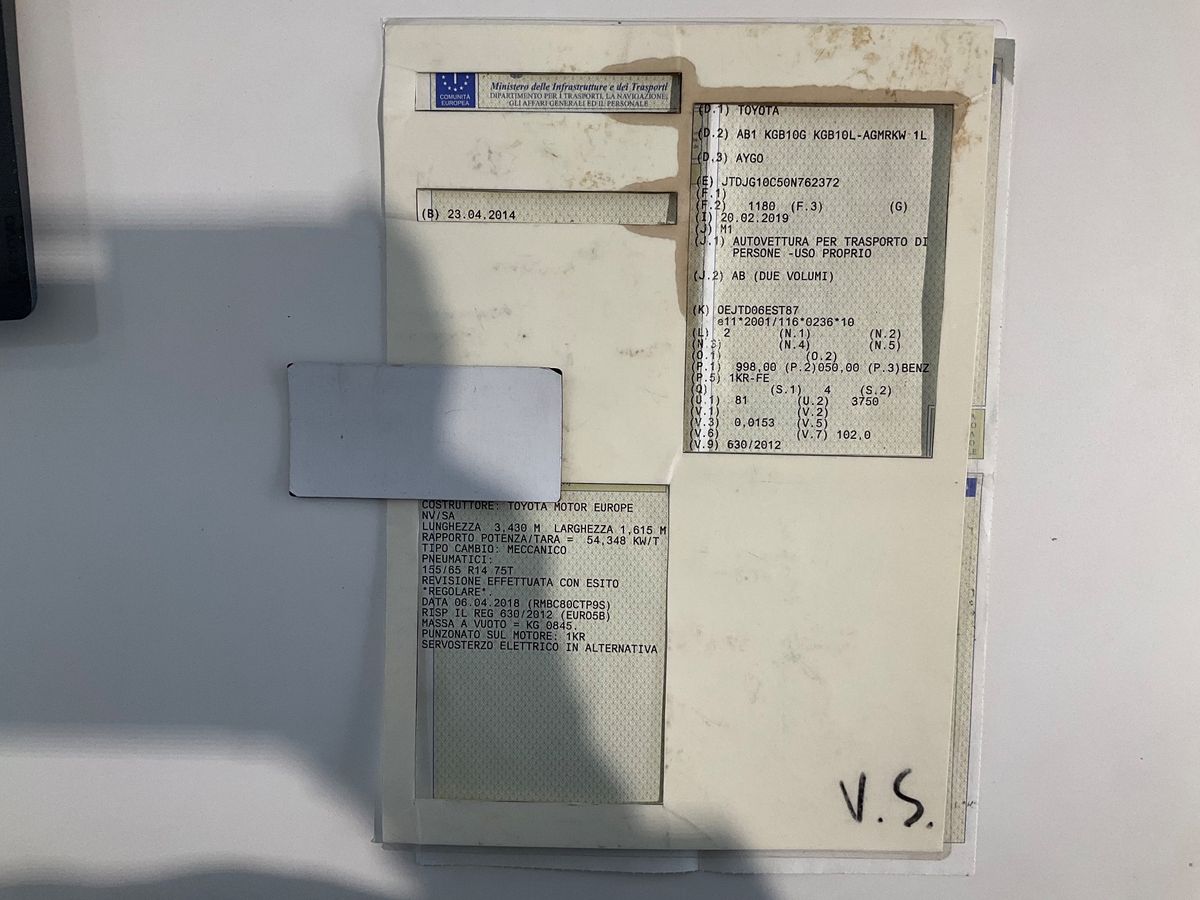 COMUNITÀ
EUROPEA
Ministero delle Infrastrutture e dei Trasporti
DIPARTIMENTO PER I TRASPORTI, LA NAVIGAZIONE,
GLI AFFARI GENERALI ED IL PERSONALE
(B) 23.04.2014
(D.1) TOYOTA
(D.2) AB1 KGB10G KGB10L-AGMRKW 1L
(D.3) AYGO
(E) JTDJG10C50N762372
(F.1)
(F.2) 1180 (F.3) (G)
(I) 20.02.2019
(J) M1
(J.1) AUTOVETTURA PER TRASPORTO DI
PERSONE -USO PROPRIO
(J.2) AB (DUE VOLUMI)
(K) OEJTD06EST87
e11*2001/116*0236*10
(L) 2 (N.1) (N.2)
(N.3) (N.4) (N.5)
(O.1) (O.2)
(P.1) 998,00 (P.2)050,00 (P.3)BENZ
(P.5) 1KR-FE
(Q) (S.1) 4 (S.2)
(U.1) 81 (U.2) 3750
(V.1) (V.2)
(V.3) 0,0153 (V.5)
(V.6) (V.7) 102,0
(V.9) 630/2012
COSTRUTTORE: TOYOTA MOTOR EUROPE
NV/SA
LUNGHEZZA 3,430 M LARGHEZZA 1,615 M
RAPPORTO POTENZA/TARA = 54,348 KW/T
TIPO CAMBIO: MECCANICO
PNEUMATICI:
155/65 R14 75T
REVISIONE EFFETTUATA CON ESITO
*REGOLARE*.
DATA 06.04.2018 (RMBC80CTP9S)
RISP IL REG 630/2012 (EURO5B)
MASSA A VUOTO = KG 0845.
PUNZONATO SUL MOTORE: 1KR
SERVOSTERZO ELETTRICO IN ALTERNATIVA
V.S.